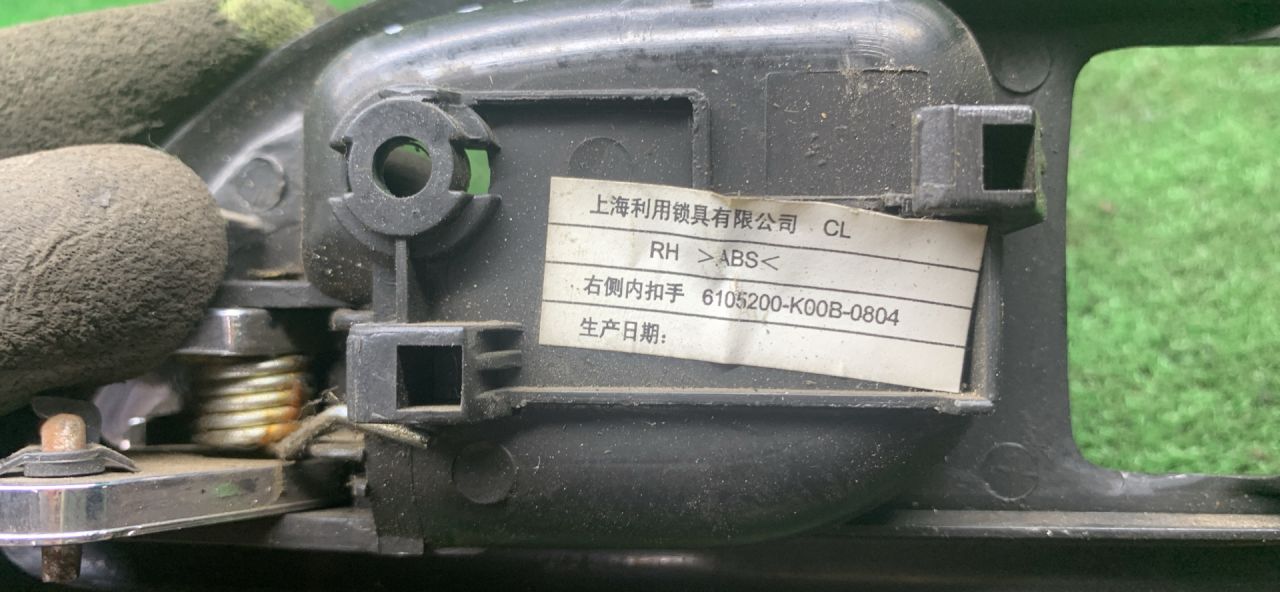 上海利用锁具有限公司 CL
RH >ABS<
右侧内扣手 6105200-K00B-0804
生产日期：